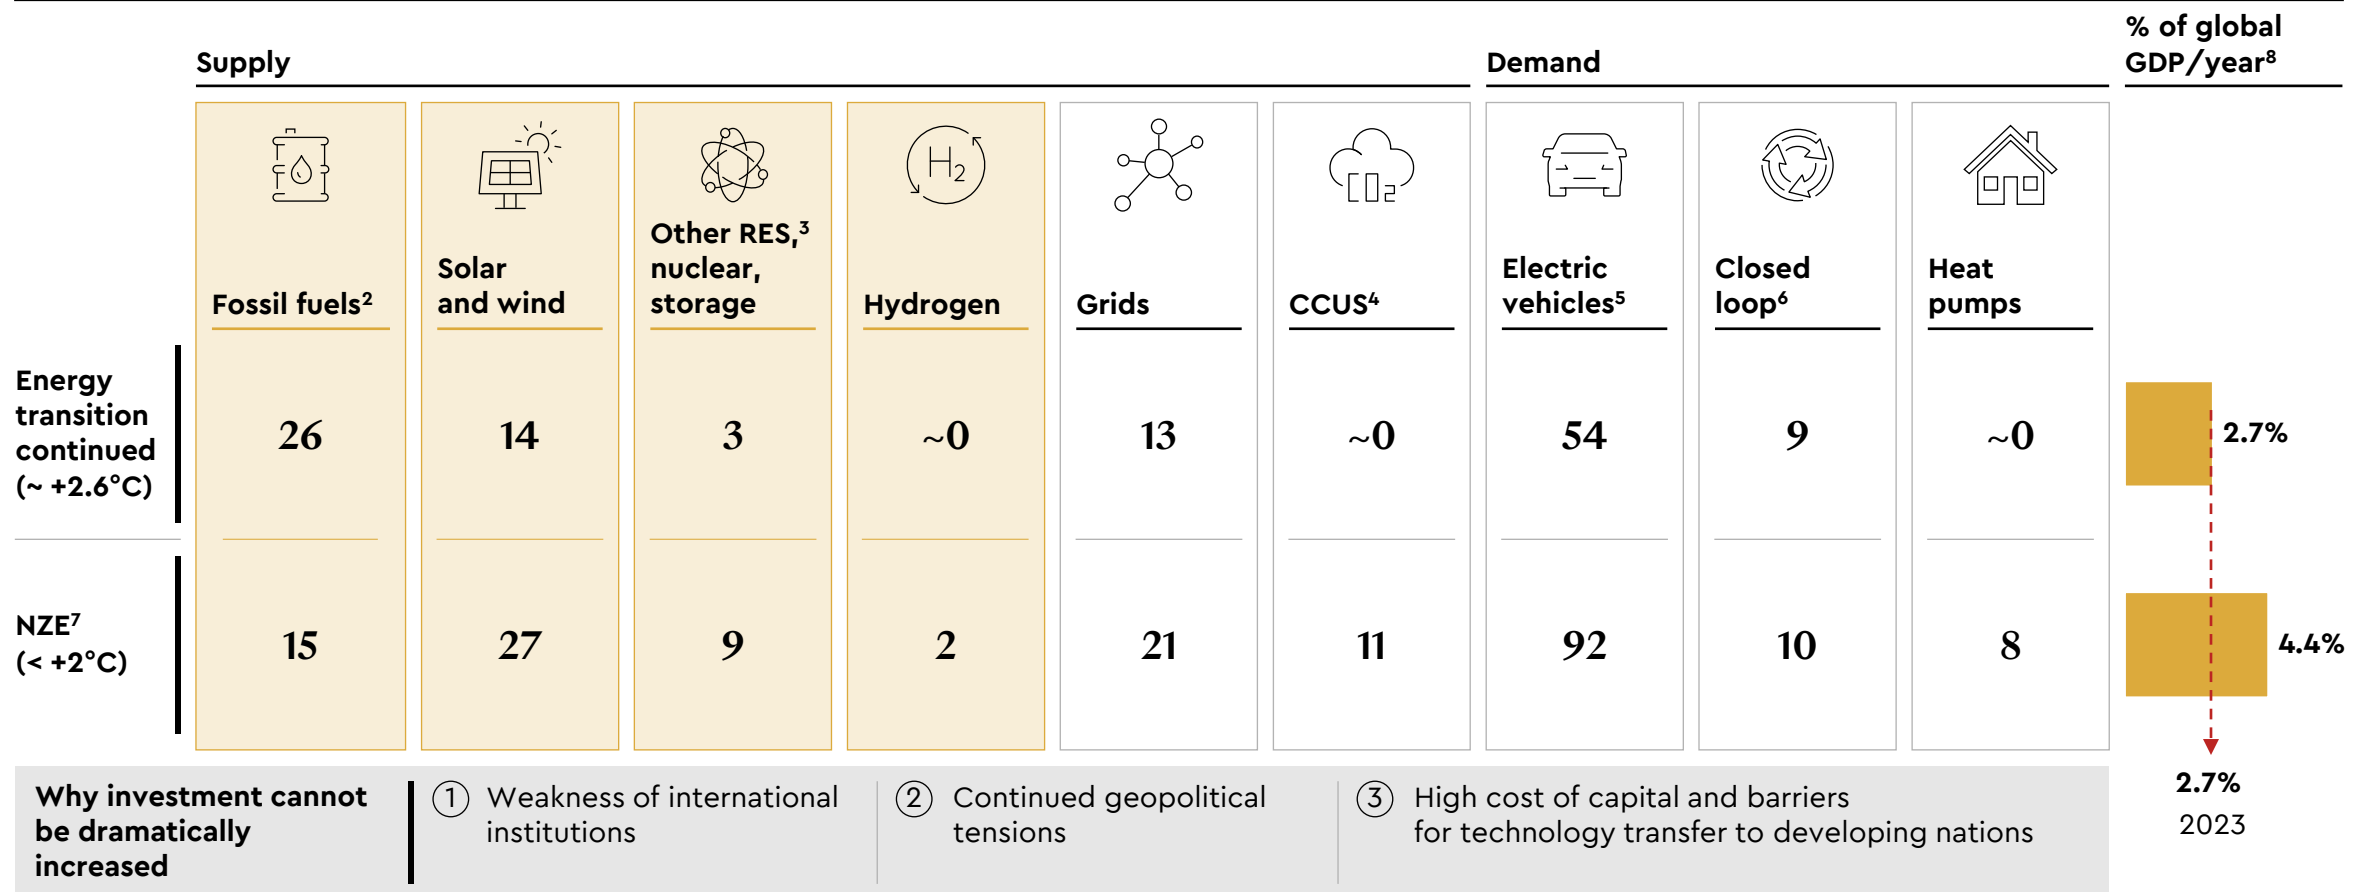 % of global
GDP/year⁸
Supply
Demand
H₂
CO₂
Fossil fuels²
Solar
and wind
Other RES,³
nuclear,
storage
Hydrogen
Grids
CCUS⁴
Electric
vehicles⁵
Closed
loop⁶
Heat
pumps
Energy
transition
continued
(~ +2.6°C)
26
14
3
~0
13
~0
54
9
~0
2.7%
NZE⁷
(< +2°C)
15
27
9
2
21
11
92
10
8
4.4%
2.7%
2023
Why investment cannot
be dramatically
increased
1 Weakness of international
institutions
2 Continued geopolitical
tensions
3 High cost of capital and barriers
for technology transfer to developing nations